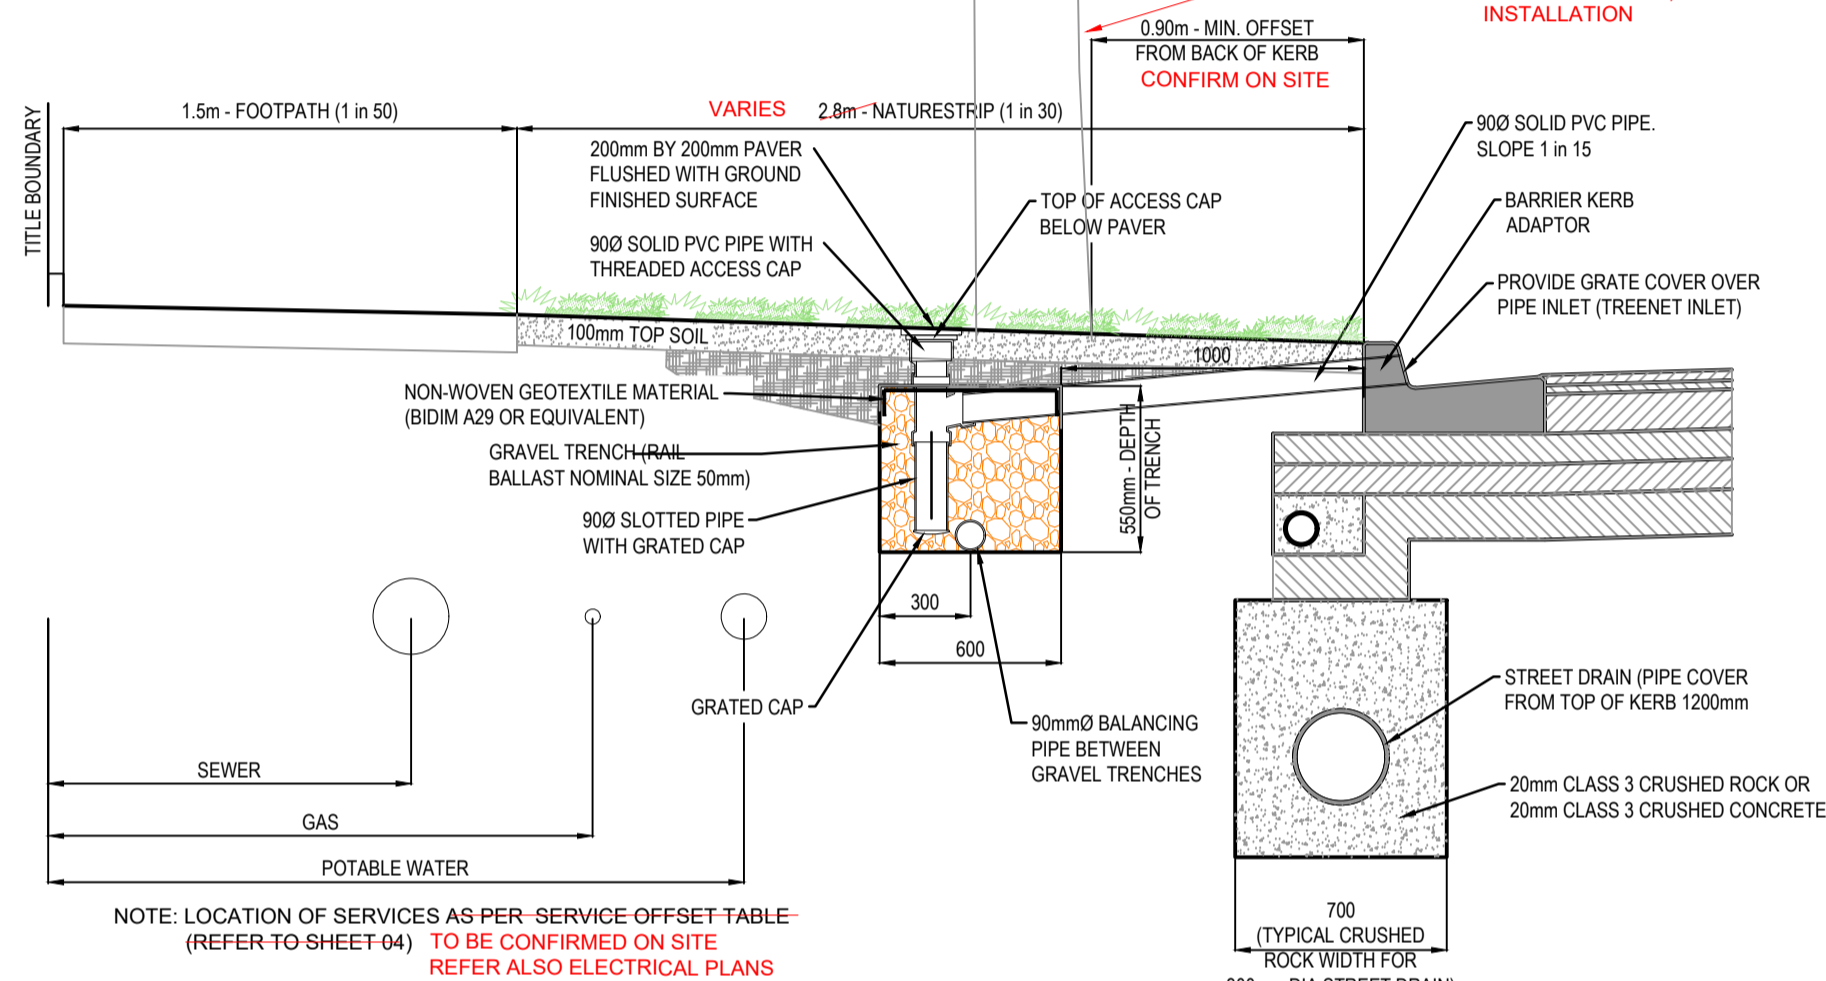 INSTALLATION
0.90m - MIN. OFFSET
FROM BACK OF KERB
CONFIRM ON SITE
TITLE BOUNDARY
1.5m - FOOTPATH (1 in 50)
VARIES 2.8m - NATURESTRIP (1 in 30)
200mm BY 200mm PAVER
FLUSHED WITH GROUND
FINISHED SURFACE
90Ø SOLID PVC PIPE WITH
THREADED ACCESS CAP
TOP OF ACCESS CAP
BELOW PAVER
90Ø SOLID PVC PIPE.
SLOPE 1 in 15
BARRIER KERB
ADAPTOR
PROVIDE GRATE COVER OVER
PIPE INLET (TREENET INLET)
100mm TOP SOIL
1000
NON-WOVEN GEOTEXTILE MATERIAL
(BIDIM A29 OR EQUIVALENT)
GRAVEL TRENCH (RAIL
BALLAST NOMINAL SIZE 50mm)
90Ø SLOTTED PIPE
WITH GRATED CAP
550mm - DEPTH
OF TRENCH
300
600
GRATED CAP
90mmØ BALANCING
PIPE BETWEEN
GRAVEL TRENCHES
STREET DRAIN (PIPE COVER
FROM TOP OF KERB 1200mm
20mm CLASS 3 CRUSHED ROCK OR
20mm CLASS 3 CRUSHED CONCRETE
SEWER
GAS
POTABLE WATER
NOTE: LOCATION OF SERVICES AS PER SERVICE OFFSET TABLE
(REFER TO SHEET 04) TO BE CONFIRMED ON SITE
REFER ALSO ELECTRICAL PLANS
700
(TYPICAL CRUSHED
ROCK WIDTH FOR
DIA STREET DRAIN)